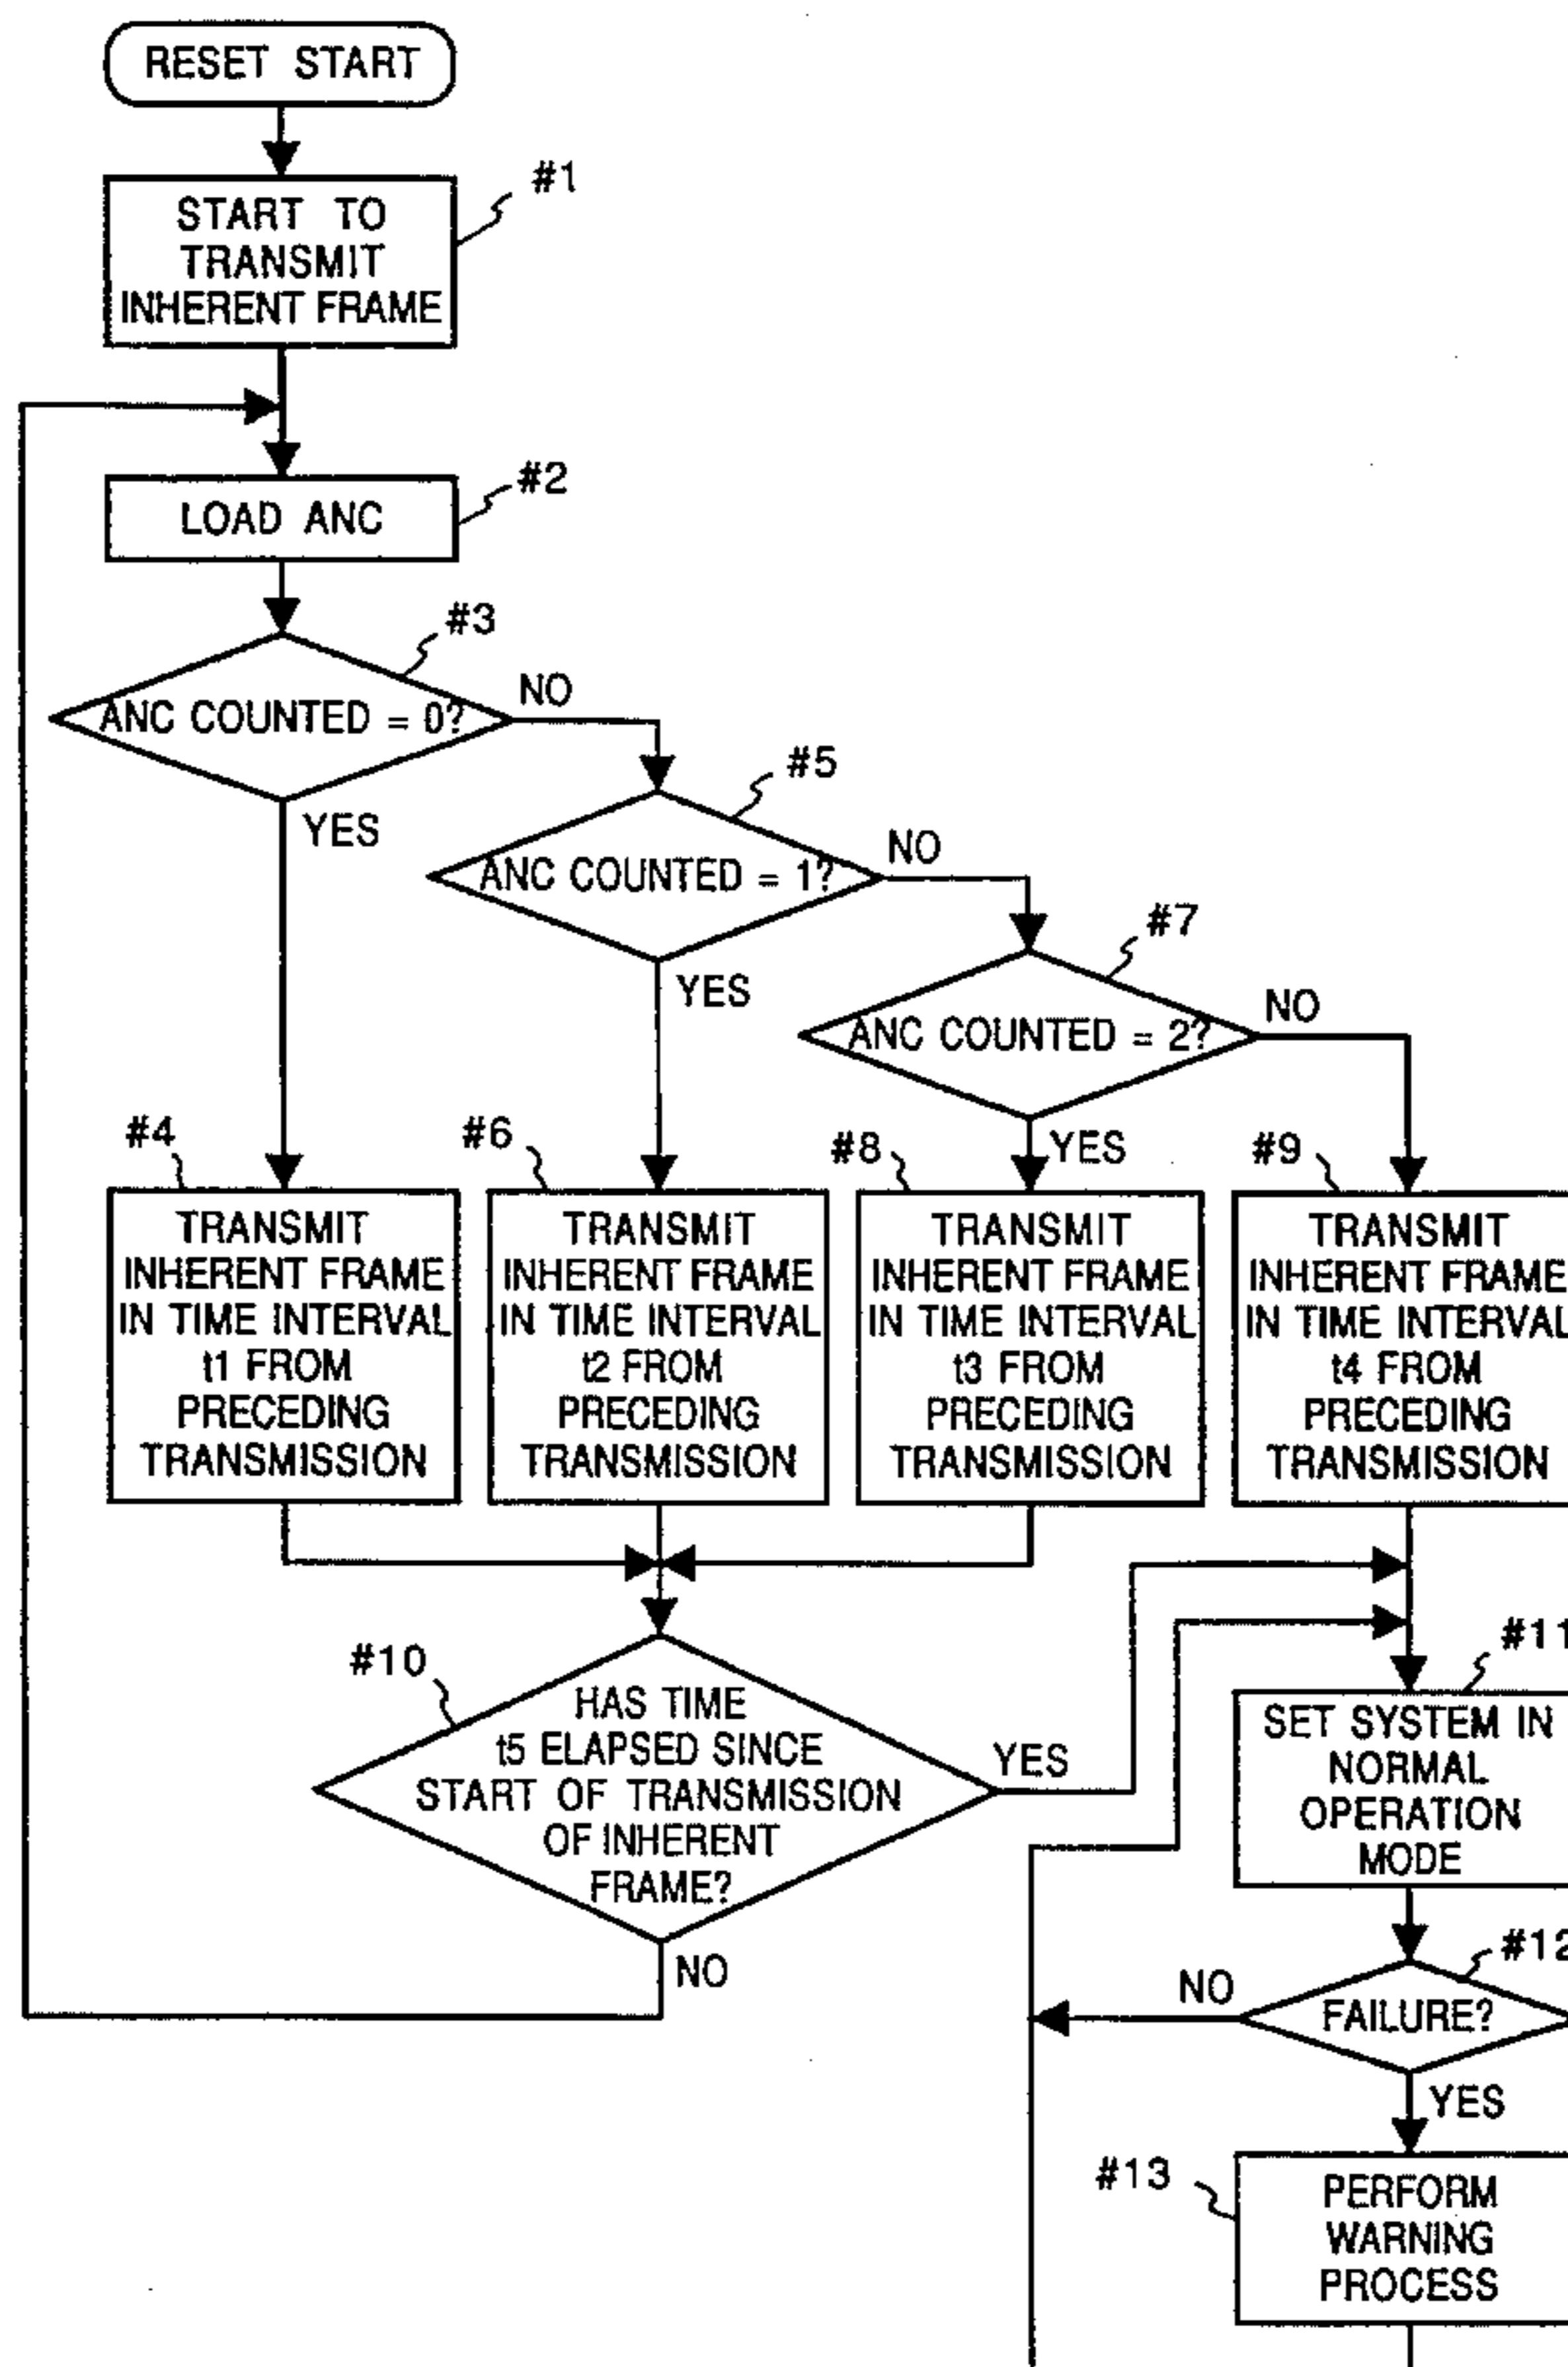 RESET START
#1
START TO
TRANSMIT
INHERENT FRAME
#2
LOAD ANC
#3
ANC COUNTED = 0?
NO
YES
#5
ANC COUNTED = 1?
NO
YES
#7
ANC COUNTED = 2?
NO
YES
#4
TRANSMIT
INHERENT FRAME
IN TIME INTERVAL
t1 FROM
PRECEDING
TRANSMISSION
#6
TRANSMIT
INHERENT FRAME
IN TIME INTERVAL
t2 FROM
PRECEDING
TRANSMISSION
#8
TRANSMIT
INHERENT FRAME
IN TIME INTERVAL
t3 FROM
PRECEDING
TRANSMISSION
#9
TRANSMIT
INHERENT FRAME
IN TIME INTERVAL
t4 FROM
PRECEDING
TRANSMISSION
#10
HAS TIME
t5 ELAPSED SINCE
START OF TRANSMISSION
OF INHERENT
FRAME?
YES
NO
#11
SET SYSTEM IN
NORMAL
OPERATION
MODE
#12
FAILURE?
NO
YES
#13
PERFORM
WARNING
PROCESS